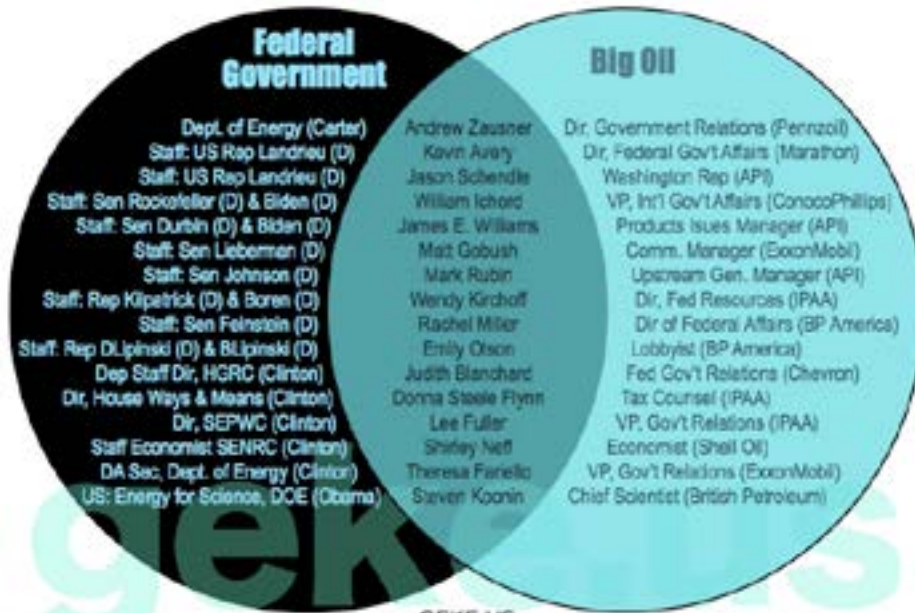 Federal
Government
Big Oil
Dept. of Energy (Carter) Andrew Zausner Dir, Government Relations (Pennzoil)
Staff: US Rep Landrieu (D) Kevin Avery Dir, Federal Gov't Affairs (Marathon)
Staff: US Rep Landrieu (D) Jason Schendle Washington Rep (API)
Staff: Sen Rockefeller (D) & Biden (D) William Ichord VP, Int'l Gov't Affairs (ConocoPhillips)
Staff: Sen Durbin (D) & Biden (D) James E. Williams Products Isues Manager (API)
Staff: Sen Lieberman (D) Matt Gobush Comm. Manager (ExxonMobil)
Staff: Sen Johnson (D) Mark Rubin Upstream Gen. Manager (API)
Staff: Rep Kilpatrick (D) & Boren (D) Wendy Kirchoff Dir, Fed Resources (IPAA)
Staff: Sen Feinstein (D) Rachel Miller Dir of Federal Affairs (BP America)
Staff: Rep DLipinski (D) & BLipinski (D) Emily Olson Lobbyist (BP America)
Dep Staff Dir, HGRC (Clinton) Judith Blanchard Fed Gov't Relations (Chevron)
Dir, House Ways & Means (Clinton) Donna Steele Flynn Tax Counsel (IPAA)
Dir, SEPWC (Clinton) Lee Fuller VP, Gov't Relations (IPAA)
Staff Economist SENRC (Clinton) Shirley Neff Economist (Shell Oil)
DA Sec, Dept. of Energy (Clinton) Theresa Fariello VP, Gov't Relations (ExxonMobil)
US: Energy for Science, DOE (Obama) Steven Koonin Chief Scientist (British Petroleum)
geke.us
GEKE.US